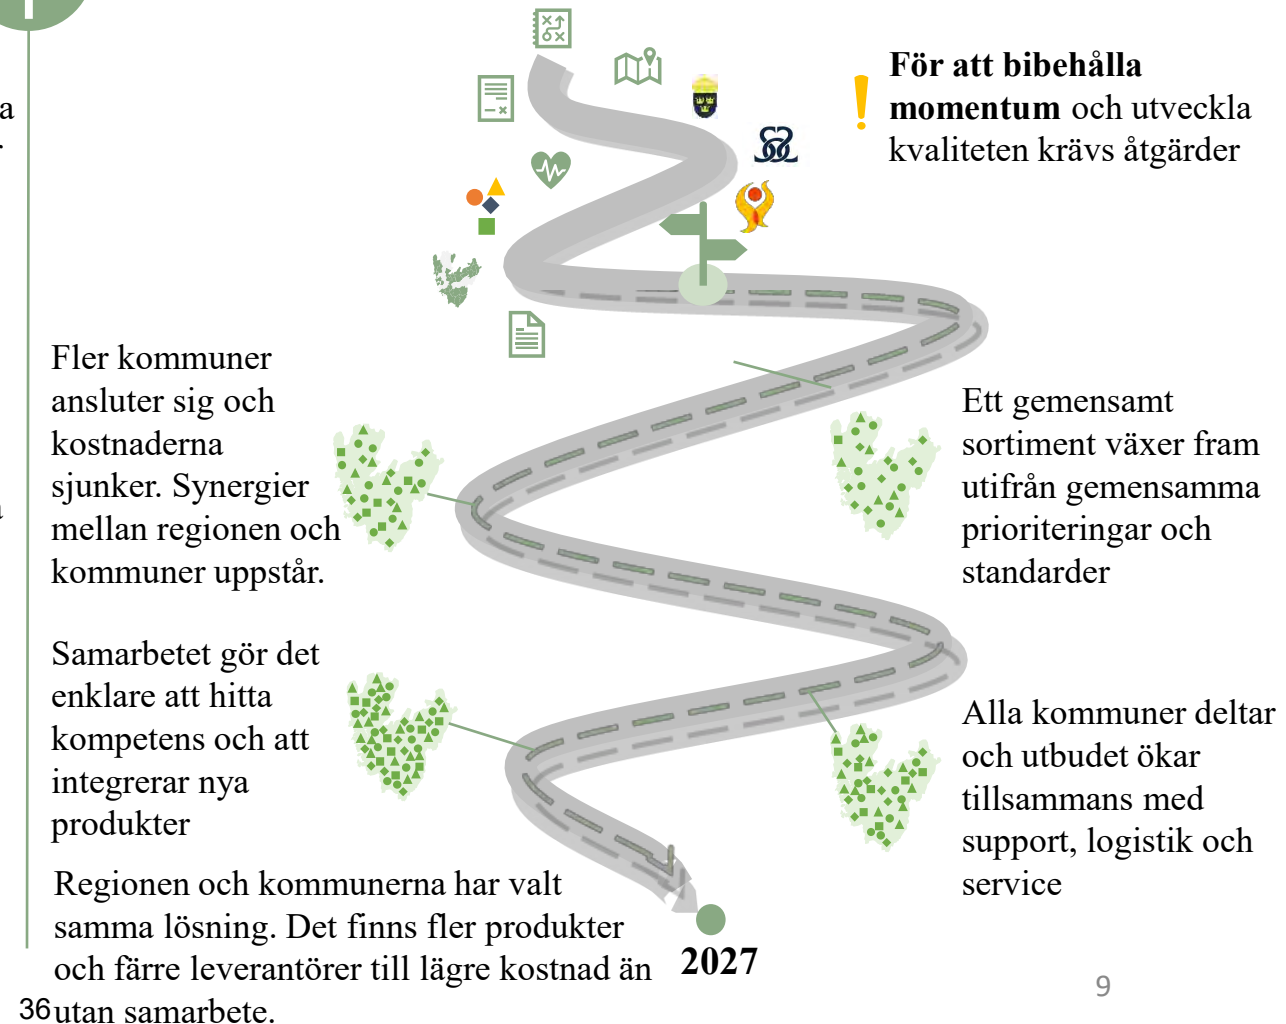 För att bibehålla
momentum och utveckla
kvaliteten krävs åtgärder
Fler kommuner
ansluter sig och
kostnaderna
sjunker. Synergier
mellan regionen och
kommuner uppstår.
Ett gemensamt
sortiment växer fram
utifrån gemensamma
prioriteringar och
standarder
Samarbetet gör det
enklare att hitta
kompetens och att
integrerar nya
produkter
Alla kommuner deltar
och utbudet ökar
tillsammans med
support, logistik och
service
Regionen och kommunerna har valt
samma lösning. Det finns fler produkter
och färre leverantörer till lägre kostnad än
utan samarbete.
2027
9
36